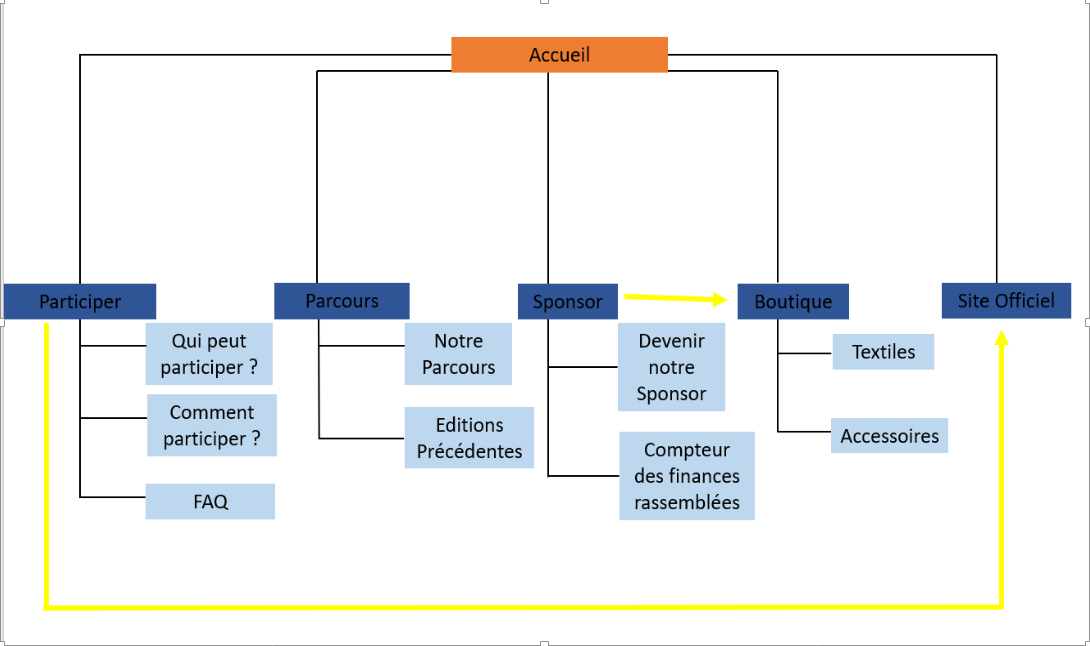 Accueil
Participer
Parcours
Sponsor
Boutique
Site Officiel
Qui peut
participer ?
Comment
participer ?
FAQ
Notre
Parcours
Editions
Précédentes
Devenir
notre
Sponsor
Compteur
des finances
rassemblées
Textiles
Accessoires